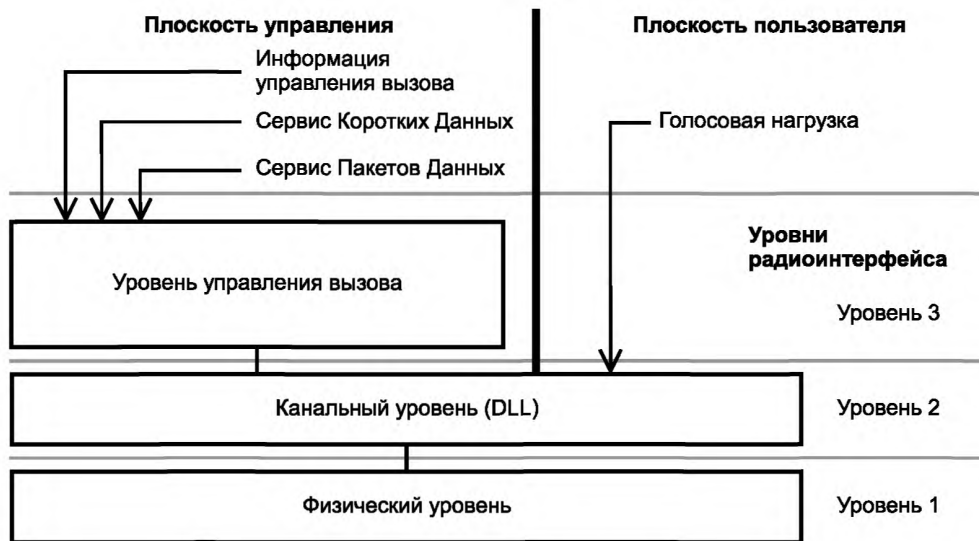 Плоскость управления
Плоскость пользователя
Информация
управления вызова
Сервис Коротких Данных
Голосовая нагрузка
Сервис Пакетов Данных
Уровни
радиоинтерфейса
Уровень управления вызова
Уровень 3
Канальный уровень (DLL)
Уровень 2
Физический уровень
Уровень 1